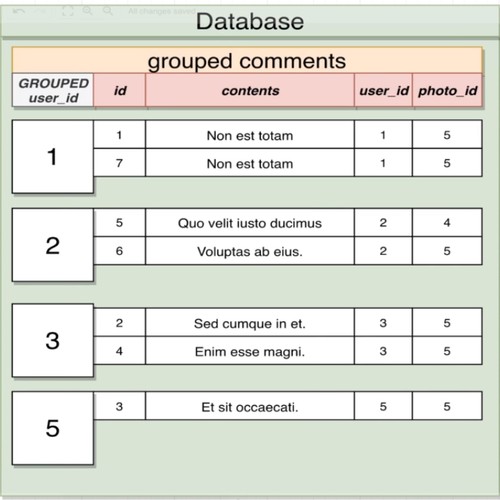 All changes saved
Database
grouped comments
GROUPED user_id id contents user_id photo_id
1
1 Non est totam 1 5
7 Non est totam 1 5
2
5 Quo velit iusto ducimus 2 4
6 Voluptas ab eius. 2 5
3
2 Sed cumque in et. 3 5
4 Enim esse magni. 3 5
5
3 Et sit occaecati. 5 5